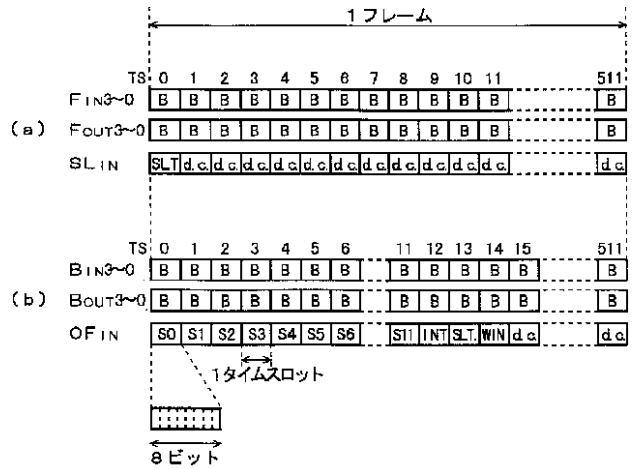 1フレーム
TS 0 1 2 3 4 5 6 7 8 9 10 11 511
FIN3~0 B B B B B B B B B B B B B
(a) FOUT3~0 B B B B B B B B B B B B B
SLIN SLT d.c. d.c. d.c. d.c. d.c. d.c. d.c. d.c. d.c. d.c. d.c. d.c.
TS 0 1 2 3 4 5 6 11 12 13 14 15 511
BIN3~0 B B B B B B B B B B B B B
(b) BOUT3~0 B B B B B B B B B B B B B
OFIN S0 S1 S2 S3 S4 S5 S6 S11 INT SLT. WIN d.c. d.c.
1タイムスロット
8ビット